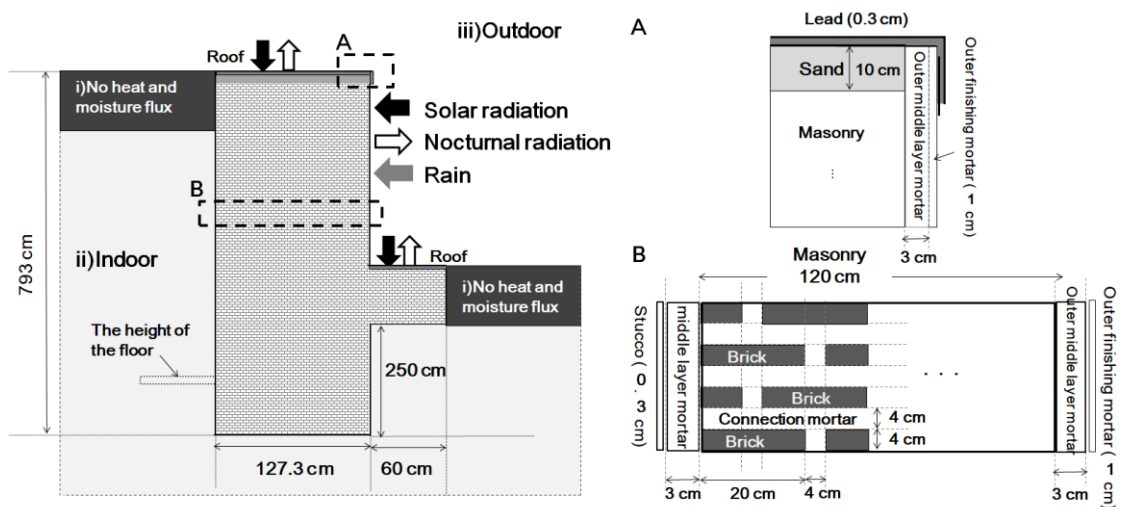 iii)Outdoor
Roof
A
i)No heat and
moisture flux
Solar radiation
Nocturnal radiation
Rain
B
793 cm
ii)Indoor
Roof
i)No heat and
moisture flux
The height of
the floor
250 cm
127.3 cm
60 cm
A
Lead (0.3 cm)
Sand
10 cm
Masonry
...
Outer middle layer mortar
Outer finishing mortar (1 cm)
3 cm
B
Masonry
120 cm
Stucco (0.3 cm)
middle layer mortar
Brick
Brick
Connection mortar
Brick
. . .
4 cm
4 cm
Outer middle layer mortar
Outer finishing mortar (1 cm)
3 cm
20 cm
4 cm
3 cm